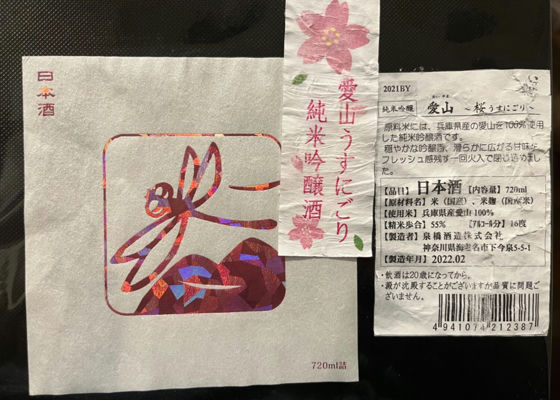 日本酒
720ml詰
愛山うすにごり
純米吟醸酒
2021BY
純米吟醸 愛山 ～桜うすにごり～
原料米には、兵庫県産の愛山を100%使用
した純米吟醸酒です。
穏やかな吟醸香、滑らかに広がる甘味と
フレッシュ感残す一回火入で閉じ込めまし
た。
【品目】日本酒【内容量】720ml
【原材料名】米（国産）、米麹（国産米）
【使用米】兵庫県産愛山100%
【精米歩合】55% 【アルコール分】16度
【製造者】泉橋酒造株式会社
神奈川県海老名市下今泉5-5-1
【製造年月】2022.02
・飲酒は20歳になってから。
・澱が沈殿することがございますが品質に問題ご
ざいません。
4941074212387